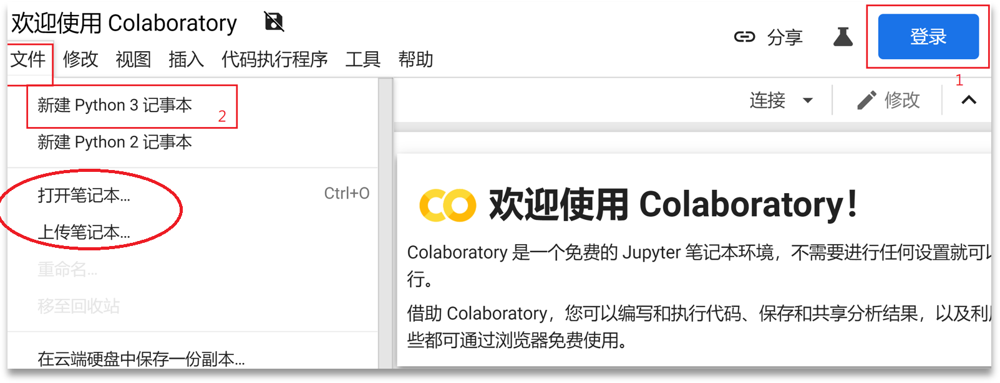 欢迎使用 Colaboratory
分享
登录
文件 修改 视图 插入 代码执行程序 工具 帮助
1
新建 Python 3 记事本
2
新建 Python 2 记事本
打开笔记本... Ctrl+O
上传笔记本...
重命名...
移至回收站
在云端硬盘中保存一份副本...
连接 修改
欢迎使用 Colaboratory！
Colaboratory 是一个免费的 Jupyter 笔记本环境，不需要进行任何设置就可以
行。
借助 Colaboratory，您可以编写和执行代码、保存和共享分析结果，以及利
些都可通过浏览器免费使用。